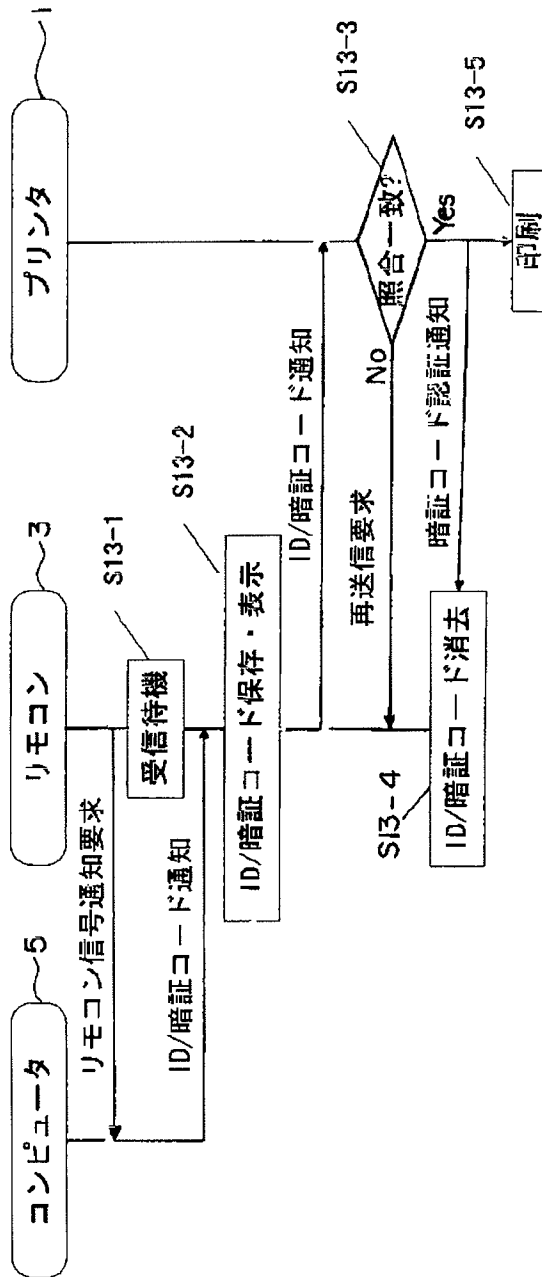 コンピュータ
5
リモコン
3
プリンタ
1
リモコン信号通知要求
受信待機
S13-1
ID/暗証コード通知
ID/暗証コード保存・表示
S13-2
ID/暗証コード通知
照合一致?
S13-3
No
Yes
再送信要求
暗証コード認証通知
S13-4
ID/暗証コード消去
印刷
S13-5